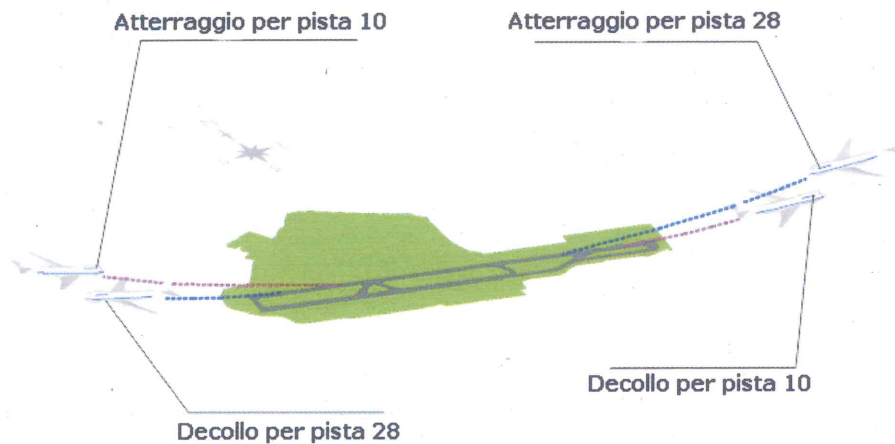 Atterraggio per pista 10
Atterraggio per pista 28
Decollo per pista 10
Decollo per pista 28